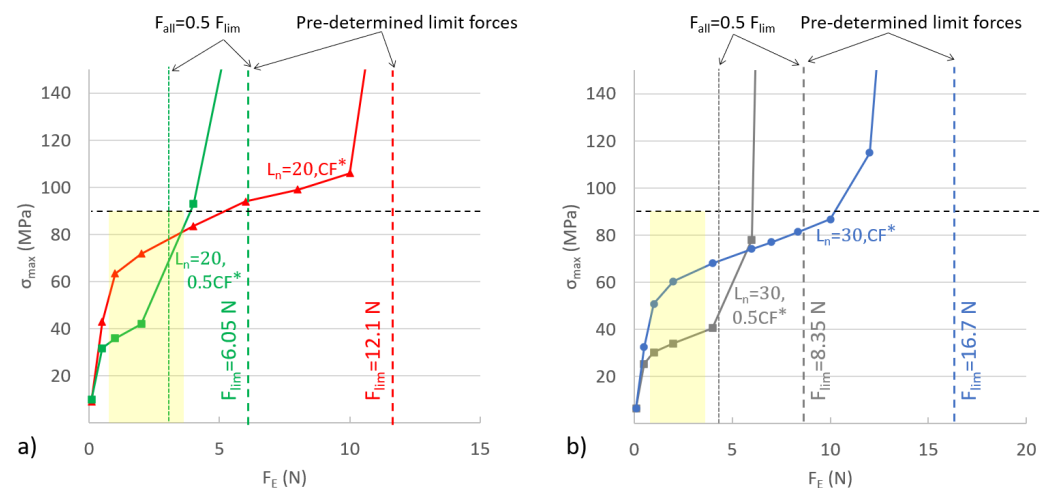 F_all=0.5 F_lim
Pre-determined limit forces
σ_max (MPa)
140
120
100
80
60
40
20
0
5
10
15
F_E (N)
L_n=20,CF*
L_n=20,
0.5CF*
F_lim=6.05 N
F_lim=12.1 N
a)
F_all=0.5 F_lim
Pre-determined limit forces
σ_max (MPa)
140
120
100
80
60
40
20
0
5
10
15
20
F_E (N)
L_n=30,CF*
L_n=30,
0.5CF*
F_lim=8.35 N
F_lim=16.7 N
b)